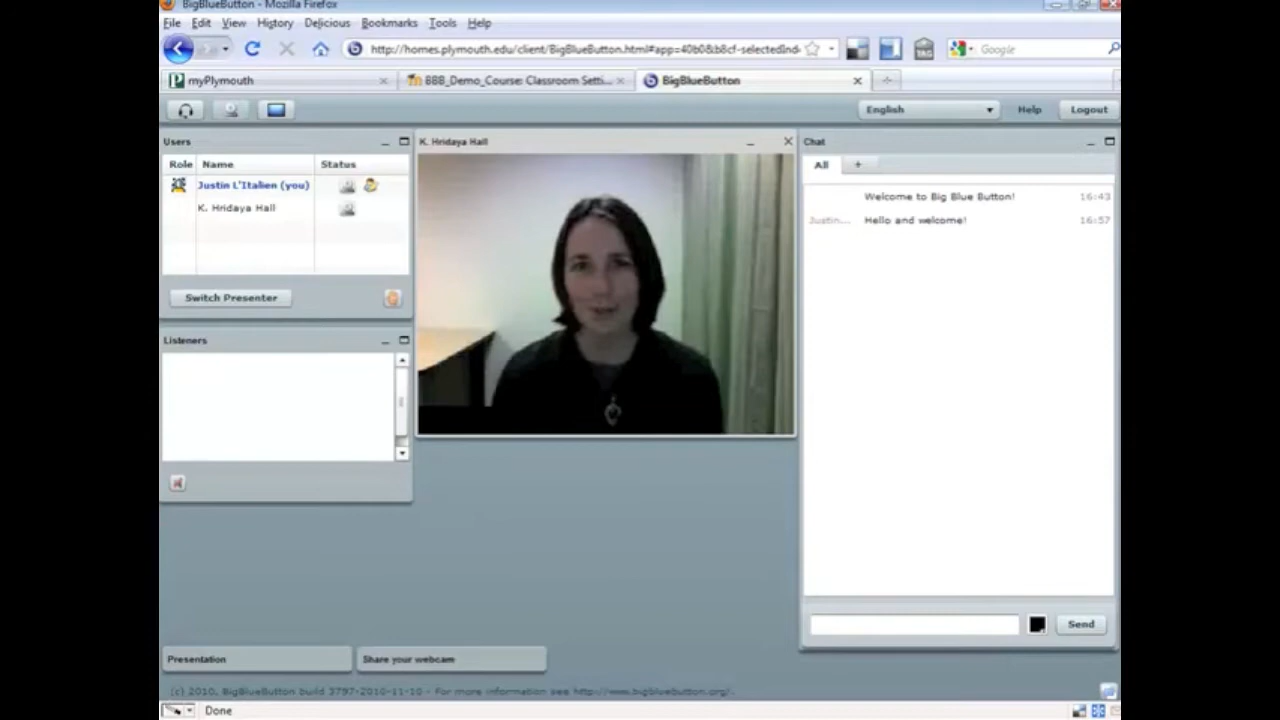 BigBlueButton - Mozilla Firefox
File Edit View History Delicious Bookmarks Tools Help
http://homes.plymouth.edu/client/BigBlueButton.html#app=40b0&b8cf-selectedInd Google
myPlymouth BBB_Demo_Course: Classroom Setti... BigBlueButton
English Help Logout
Users K. Hridaya Hall Chat
Role Name Status All +
Justin L'Italien (you)
Welcome to Big Blue Button! 16:43
K. Hridaya Hall
Justin... Hello and welcome! 16:57
Switch Presenter
Listeners
Send
Presentation Share your webcam
(c) 2010, BigBlueButton build 3797-2010-11-10 - For more information see http://www.bigbluebutton.org/.
Done